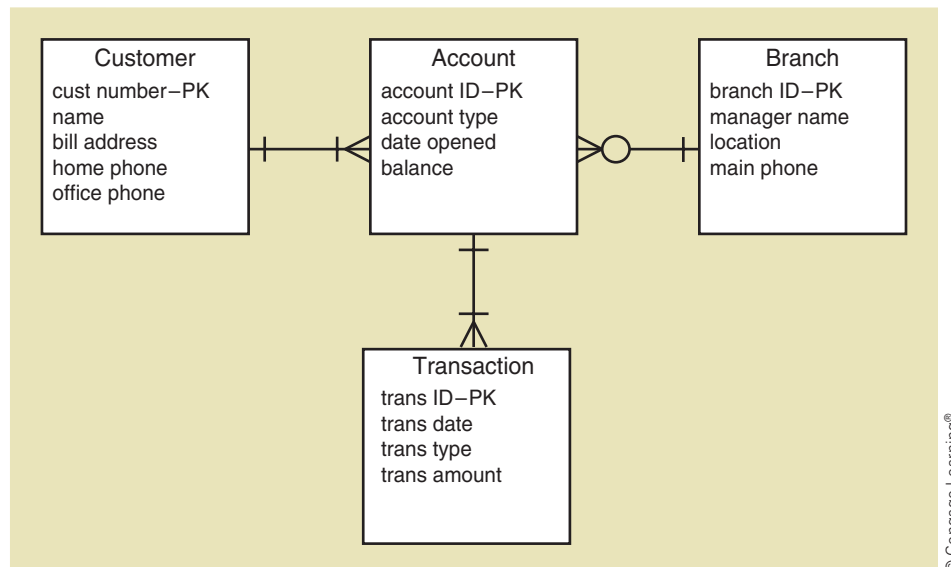 Customer
cust number–PK
name
bill address
home phone
office phone
Account
account ID–PK
account type
date opened
balance
Branch
branch ID–PK
manager name
location
main phone
Transaction
trans ID–PK
trans date
trans type
trans amount
© Cengage Learning®